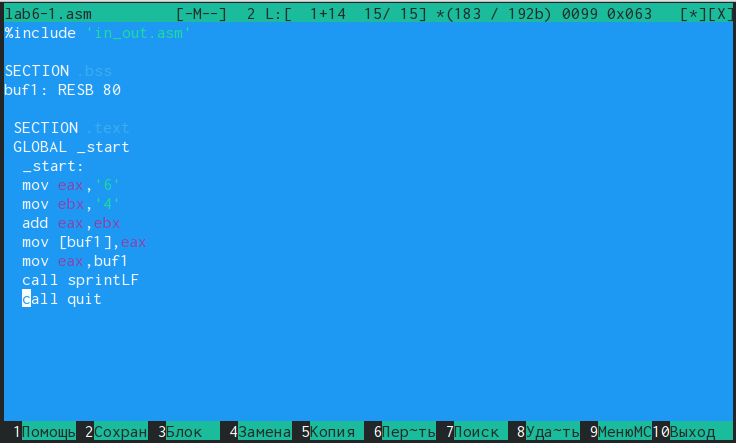 lab6-1.asm [-M--] 2 L:[ 1+14 15/ 15] *(183 / 192b) 0099 0x063 [*][X]
%include 'in_out.asm'
SECTION .bss
buf1: RESB 80
SECTION .text
GLOBAL _start
_start:
mov eax,'6'
mov ebx,'4'
add eax,ebx
mov [buf1],eax
mov eax,buf1
call sprintLF
call quit
1Помощь 2Сохран 3Блок 4Замена 5Копия 6Пер~ть 7Поиск 8Уда~ть 9МенюMC 10Выход